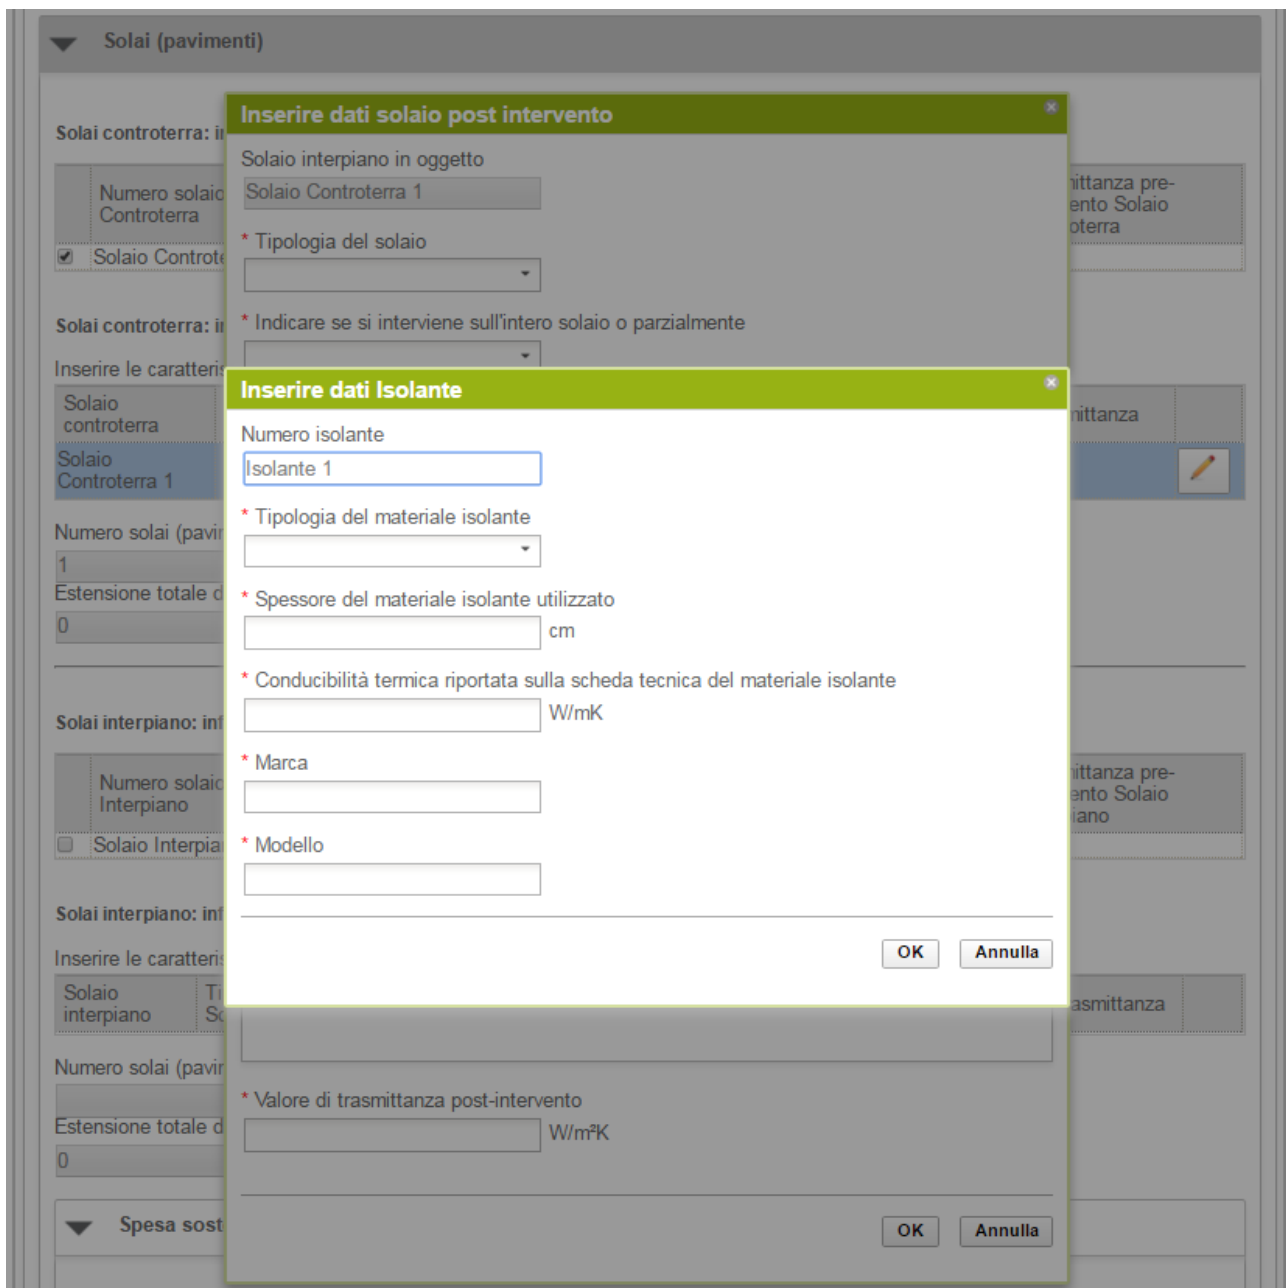 Solai (pavimenti)
Inserire dati solaio post intervento
Solai controterra: i
Solaio interpiano in oggetto
Numero solaio
Controterra
Solaio Controterra 1
ittanza pre-
ento Solaio
oterra
* Tipologia del solaio
Solaio Controte
Solai controterra: i
* Indicare se si interviene sull'intero solaio o parzialmente
Inserire le caratteris
Inserire dati Isolante
Solaio
controterra
mittanza
Numero isolante
Solaio
Controterra 1
Isolante 1
* Tipologia del materiale isolante
Numero solai (pavir
1
Estensione totale d
0
* Spessore del materiale isolante utilizzato
cm
* Conducibilità termica riportata sulla scheda tecnica del materiale isolante
W/mK
Solai interpiano: inf
* Marca
Numero solaio
Interpiano
ittanza pre-
ento Solaio
iano
Solaio Interpia
* Modello
Solai interpiano: inf
Inserire le caratteris
OK Annulla
Solaio
interpiano
Ti
So
asmittanza
Numero solai (pavir
* Valore di trasmittanza post-intervento
W/m²K
Estensione totale d
0
Spesa sost
OK Annulla